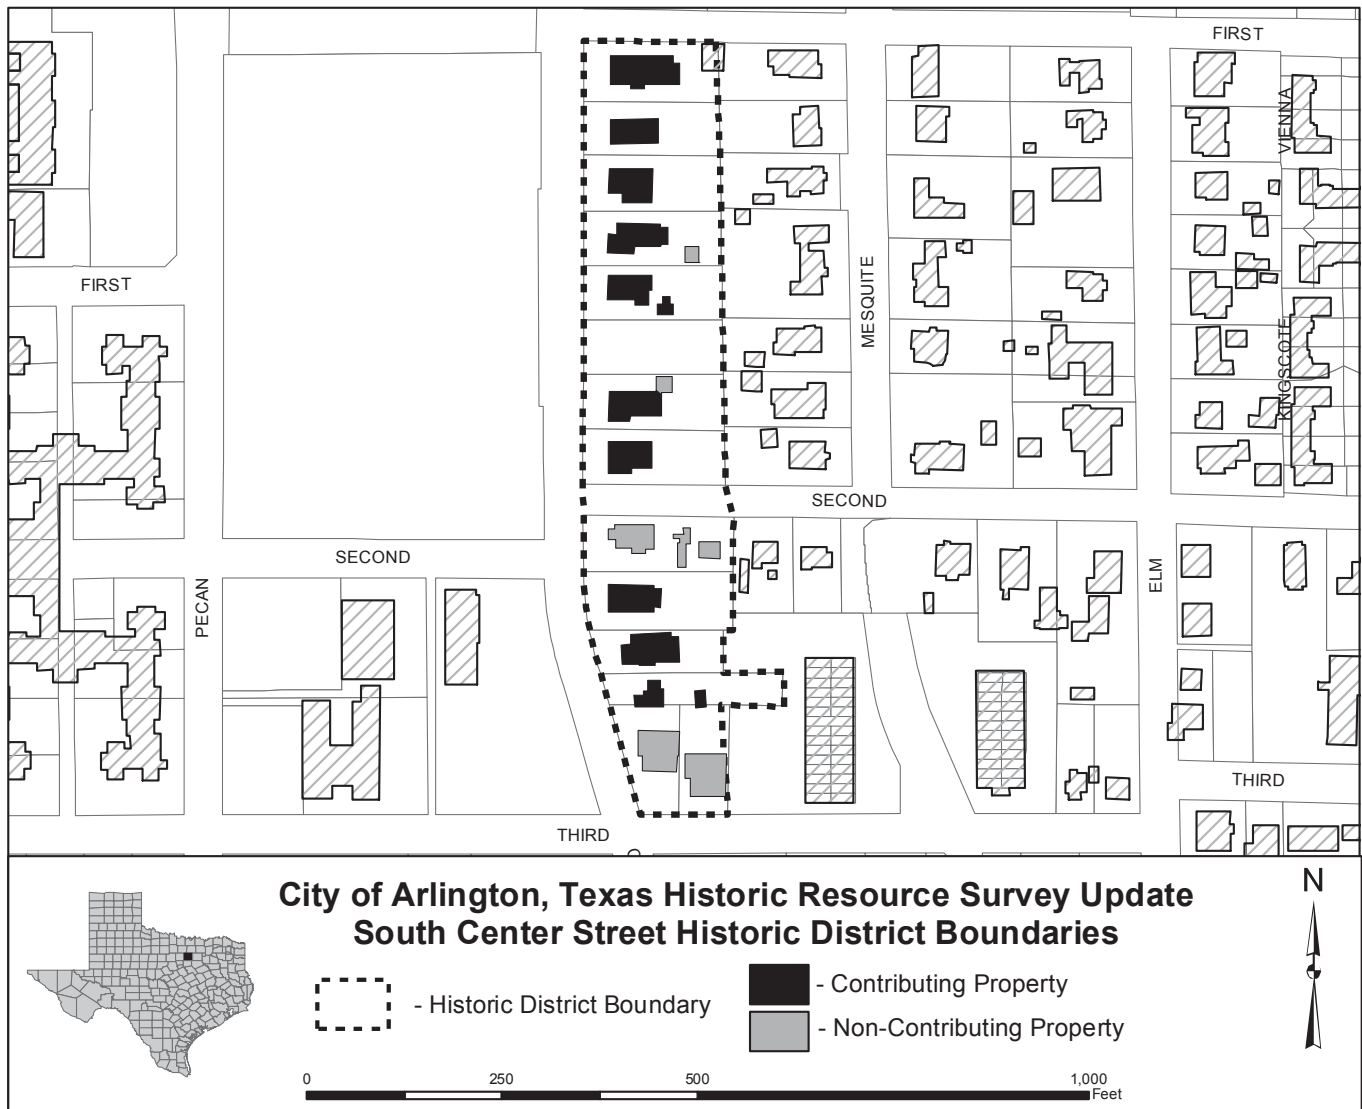 FIRST
VIENNA
FIRST
MESQUITE
KINGSCOTE
SECOND
SECOND
PECAN
ELM
THIRD
THIRD
City of Arlington, Texas Historic Resource Survey Update
South Center Street Historic District Boundaries
N
- Historic District Boundary
- Contributing Property
- Non-Contributing Property
0 250 500 1,000
Feet